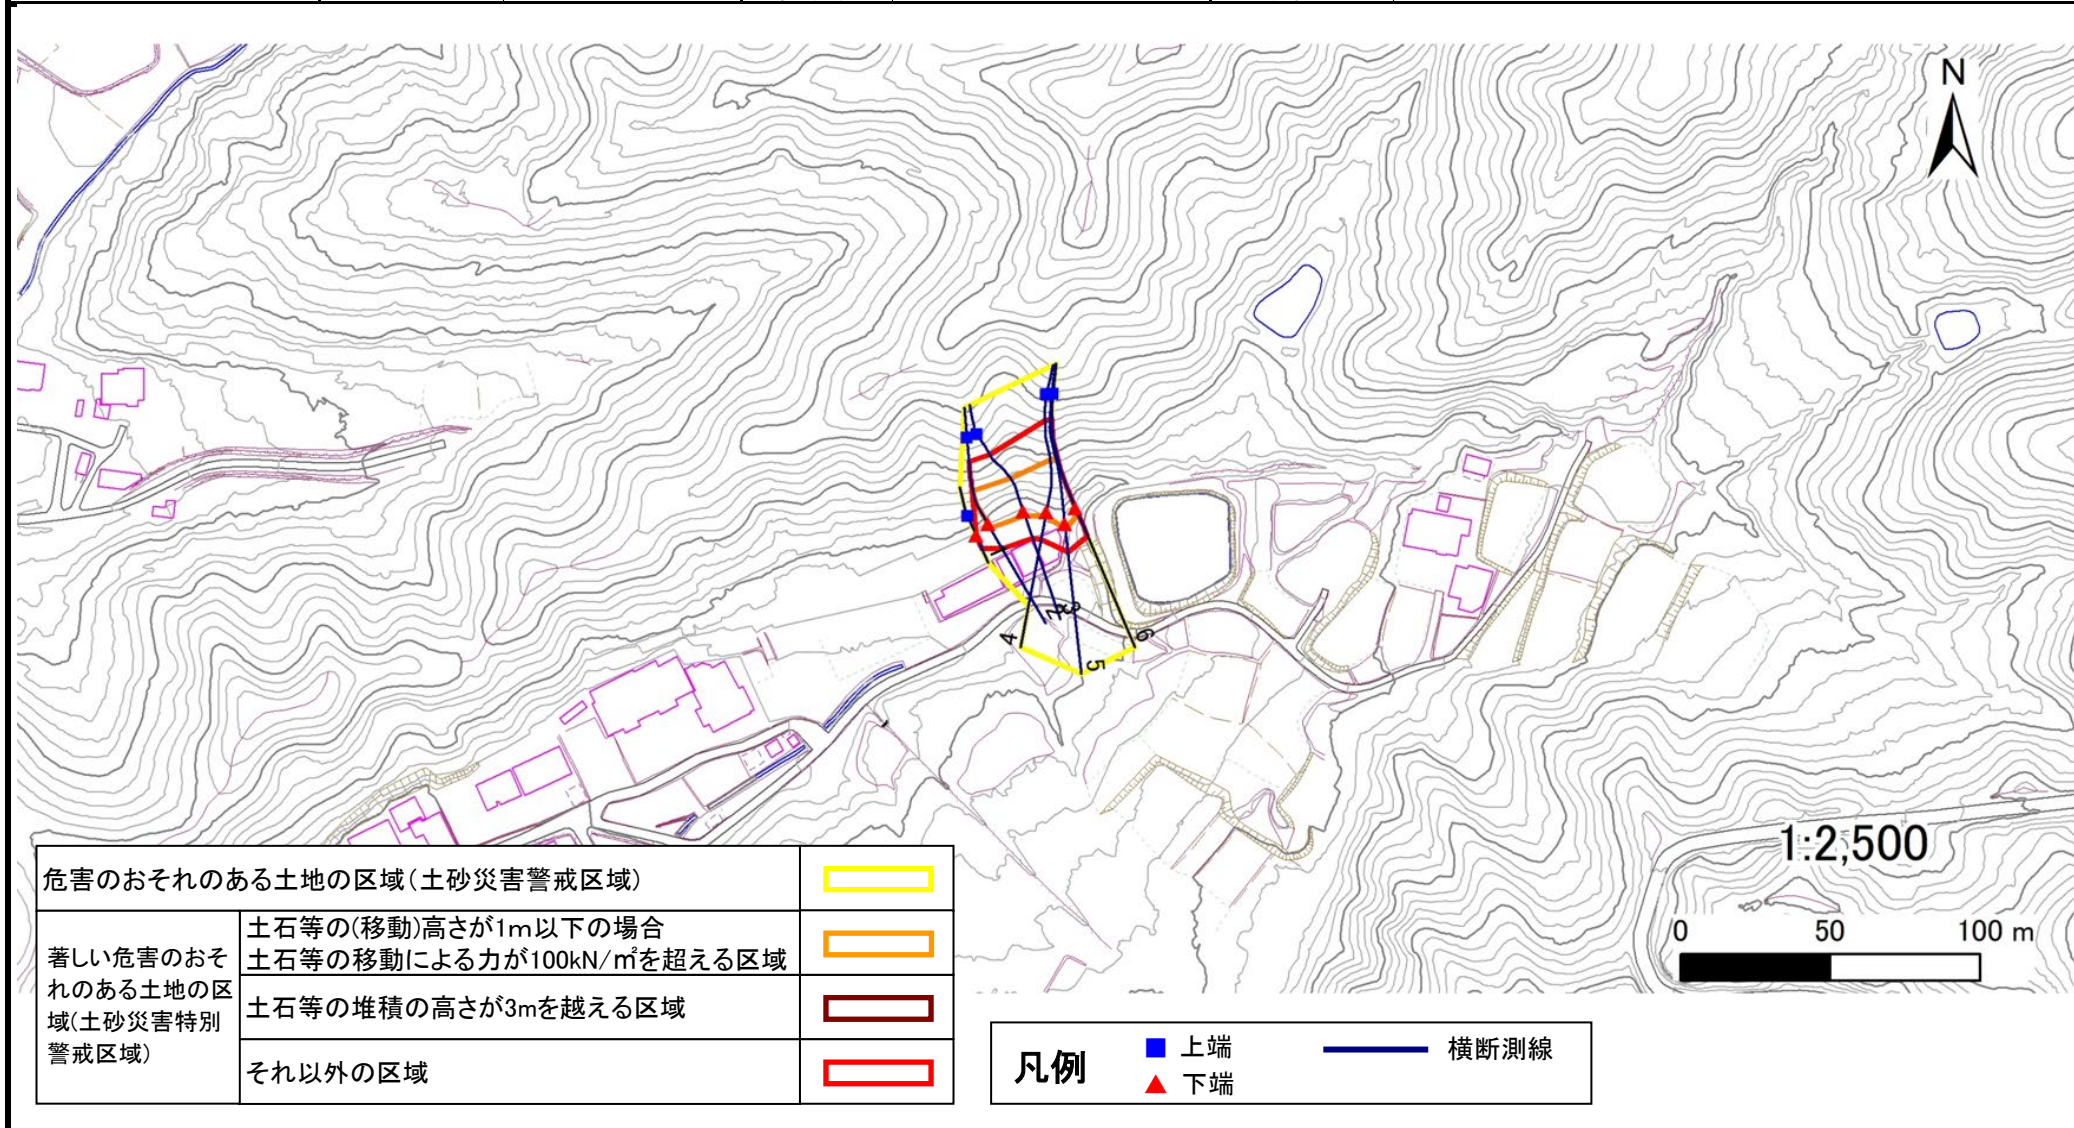 N
1
2
3
4
5
6
1:2,500
0 50 100 m
危害のおそれのある土地の区域(土砂災害警戒区域)
著しい危害のおそ
れのある土地の区
域(土砂災害特別
警戒区域)
土石等の(移動)高さが1m以下の場合
土石等の移動による力が100kN/㎡を超える区域
土石等の堆積の高さが3mを越える区域
それ以外の区域
凡例
上端
横断測線
下端